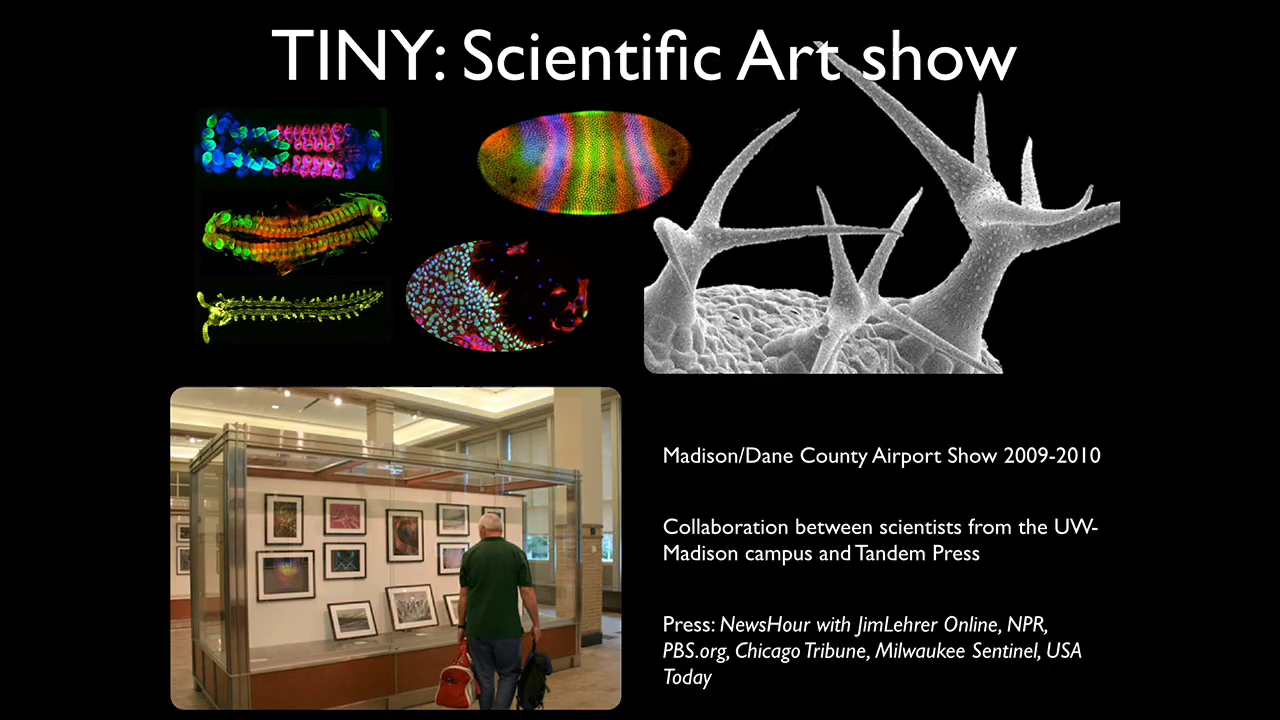 TINY: Scientific Art show
Madison/Dane County Airport Show 2009-2010
Collaboration between scientists from the UW-
Madison campus and Tandem Press
Press: NewsHour with JimLehrer Online, NPR,
PBS.org, Chicago Tribune, Milwaukee Sentinel, USA
Today